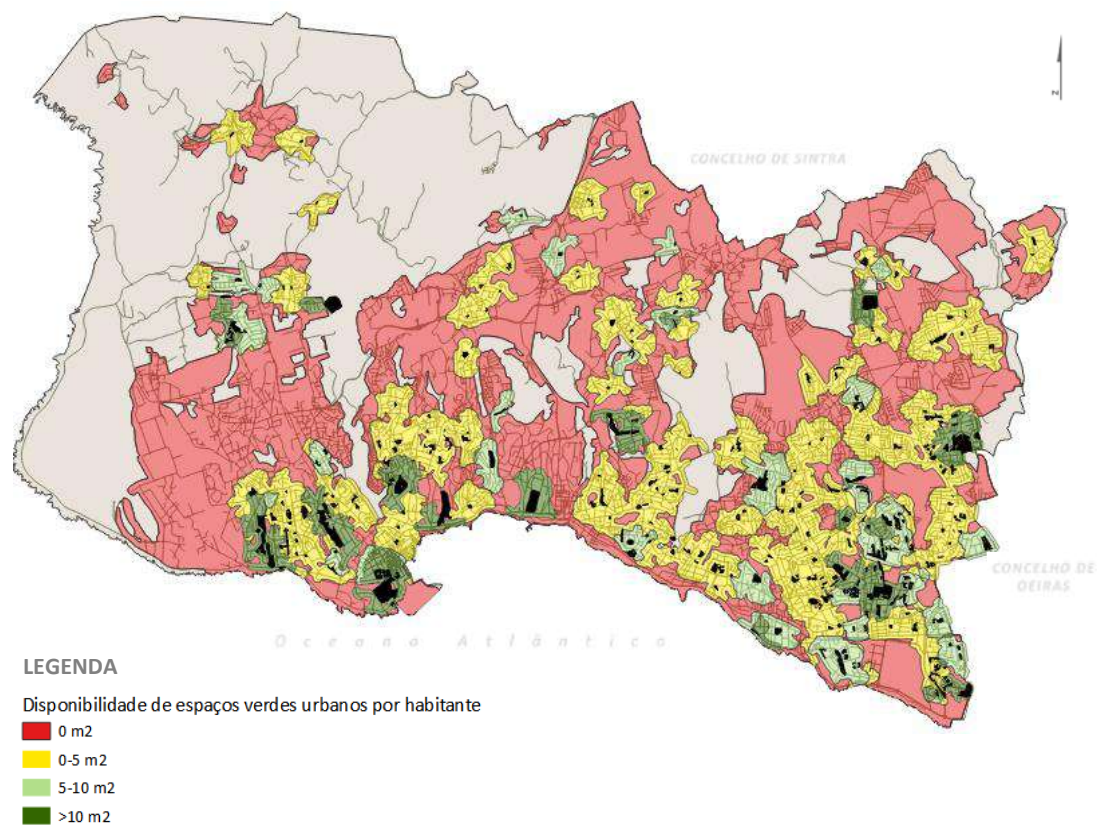 N
CONCELHO DE SINTRA
CONCELHO DE
OEIRAS
Oceano Atlântico
LEGENDA
Disponibilidade de espaços verdes urbanos por habitante
0 m2
0-5 m2
5-10 m2
>10 m2